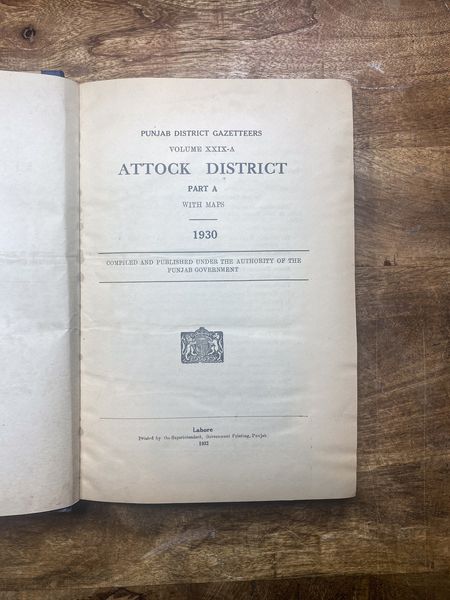 PUNJAB DISTRICT GAZETTEERS
VOLUME XXIX-A
ATTOCK DISTRICT
PART A
WITH MAPS
1930
COMPILED AND PUBLISHED UNDER THE AUTHORITY OF THE
PUNJAB GOVERNMENT
Lahore
Printed by the Superintendent, Government Printing, Punjab
1932